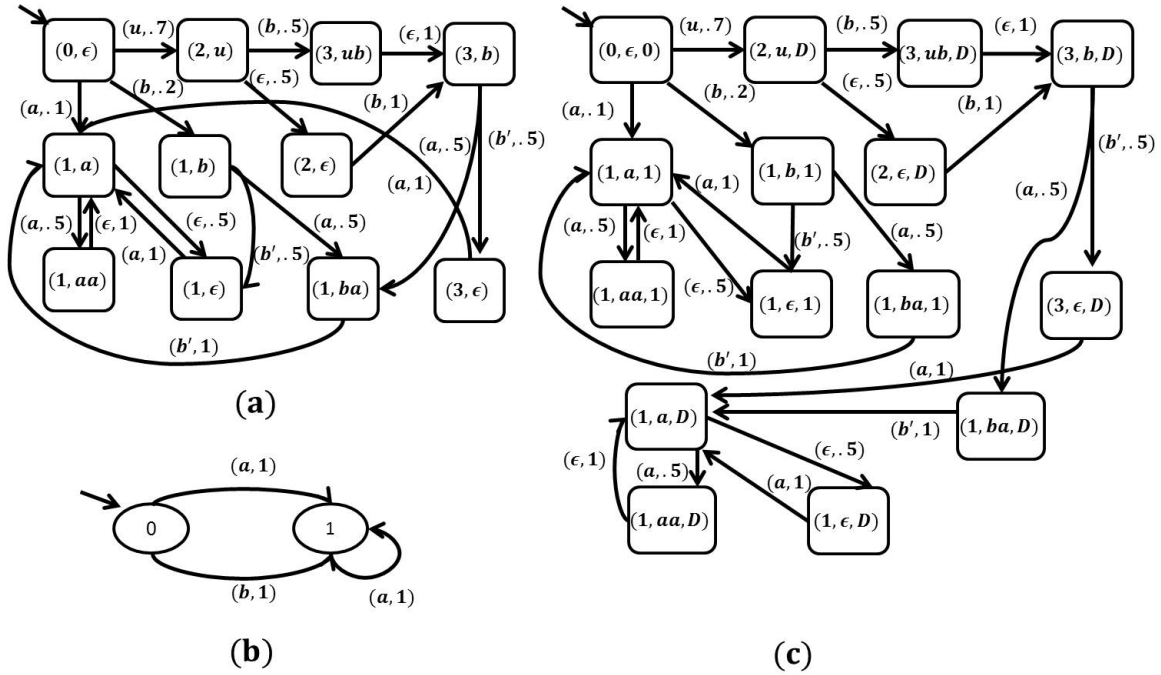 (u, .7) (b, .5) (ϵ, 1)
(0, ϵ) (2, u) (3, ub) (3, b)
(b, .2) (ϵ, .5)
(a, .1) (b, 1)
(1, a) (1, b) (2, ϵ) (a, .5) (b′, .5)
(a, 1)
(a, .5) (ϵ, 1) (ϵ, .5) (a, .5)
(a, 1) (b′, .5)
(1, aa) (1, ϵ) (1, ba) (3, ϵ)
(b′, 1)
(a)
(a, 1)
0 1
(b, 1) (a, 1)
(b)
(u, .7) (b, .5) (ϵ, 1)
(0, ϵ, 0) (2, u, D) (3, ub, D) (3, b, D)
(b, .2) (ϵ, .5)
(a, .1) (b, 1)
(b′, .5)
(1, a, 1) (a, 1) (1, b, 1) (2, ϵ, D)
(a, .5)
(a, .5) (ϵ, 1) (b′, .5) (a, .5)
(1, aa, 1) (ϵ, .5) (1, ϵ, 1) (1, ba, 1) (3, ϵ, D)
(b′, 1) (a, 1)
(1, a, D) (b′, 1) (1, ba, D)
(ϵ, 1) (a, .5) (ϵ, .5)
(a, 1)
(1, aa, D) (1, ϵ, D)
(c)